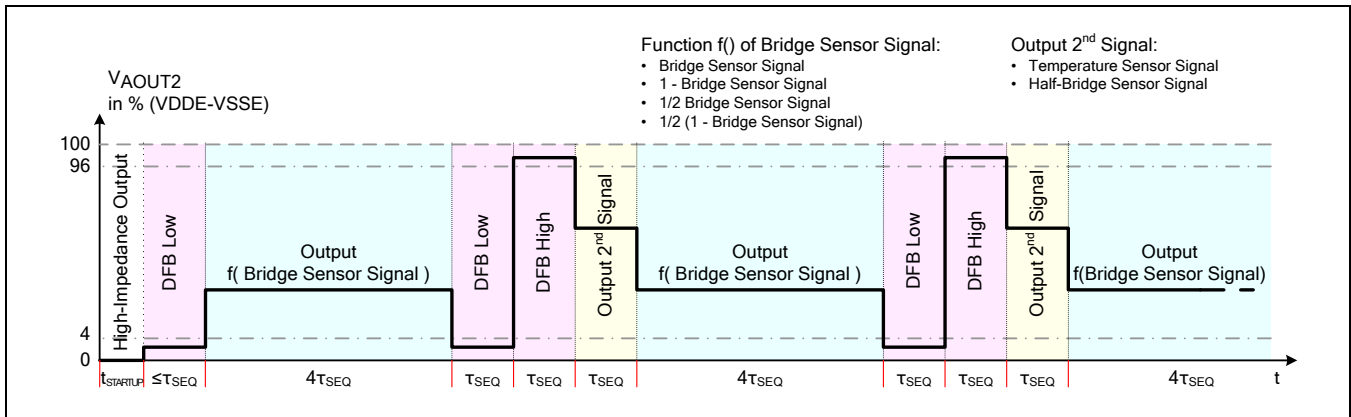 Function f() of Bridge Sensor Signal:
• Bridge Sensor Signal
• 1 - Bridge Sensor Signal
• 1/2 Bridge Sensor Signal
• 1/2 (1 - Bridge Sensor Signal)
Output 2nd Signal:
• Temperature Sensor Signal
• Half-Bridge Sensor Signal
VAOUT2
in % (VDDE-VSSE)
100
96
4
0
High-Impedance Output
DFB Low
Output
f( Bridge Sensor Signal )
DFB Low
DFB High
Output 2nd Signal
Output
f( Bridge Sensor Signal )
DFB Low
DFB High
Output 2nd Signal
Output
f(Bridge Sensor Signal)
tSTARTUP
≤τSEQ
4τSEQ
τSEQ
τSEQ
τSEQ
4τSEQ
τSEQ
τSEQ
τSEQ
4τSEQ
t